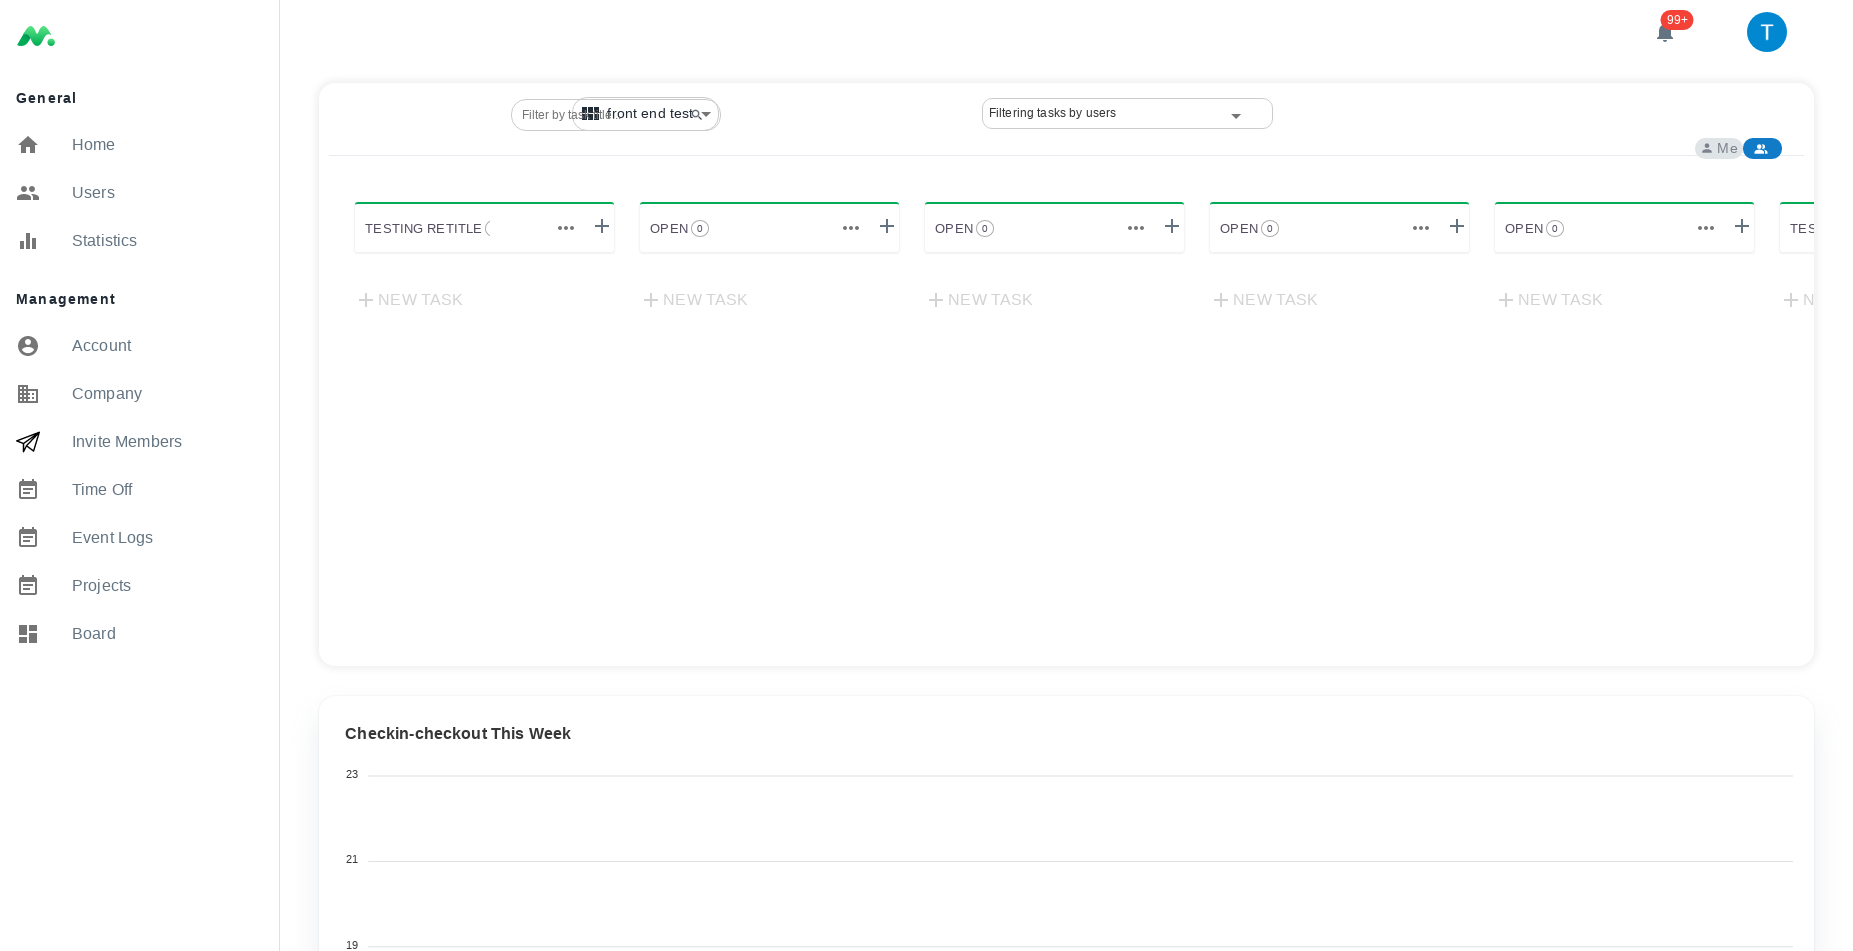 99+
T
General
Home
Users
Statistics
Management
Account
Company
Invite Members
Time Off
Event Logs
Projects
Board
Filter by task title...
front end test
Filtering tasks by users
Me
TESTING RETITLE
OPEN 0
OPEN 0
OPEN 0
OPEN 0
TES
NEW TASK
NEW TASK
NEW TASK
NEW TASK
NEW TASK
N
Checkin-checkout This Week
23
21
19